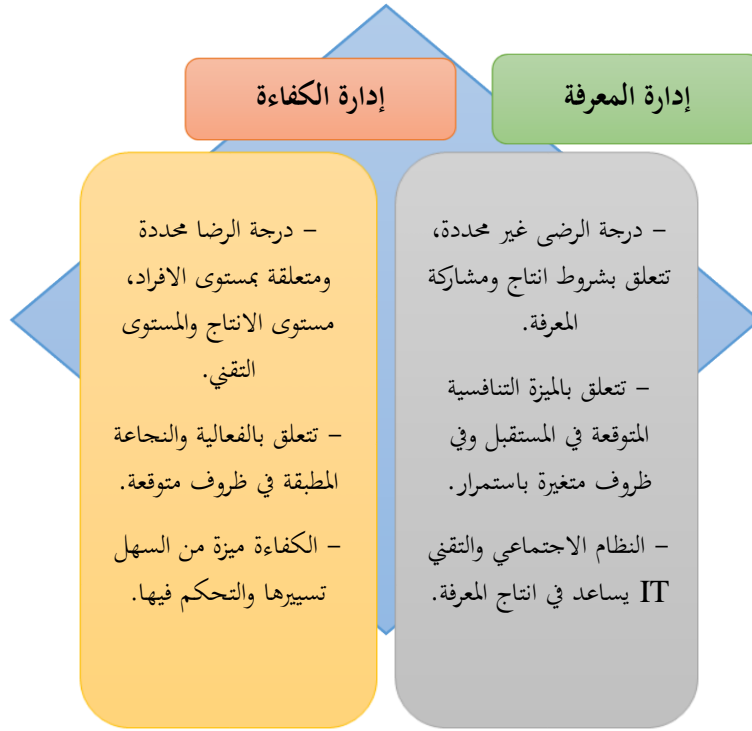 إدارة المعرفة
إدارة الكفاءة
– درجة الرضى غير محددة،
تتعلق بشروط انتاج ومشاركة
المعرفة.
– تتعلق بالميزة التنافسية
المتوقعة في المستقبل وفي
ظروف متغيرة باستمرار.
– النظام الاجتماعي والتقني
IT يساعد في انتاج المعرفة.
– درجة الرضا محددة
ومتعلقة بمستوى الافراد،
مستوى الانتاج والمستوى
التقني.
– تتعلق بالفعالية والنجاعة
المطبقة في ظروف متوقعة.
– الكفاءة ميزة من السهل
تسييرها والتحكم فيها.